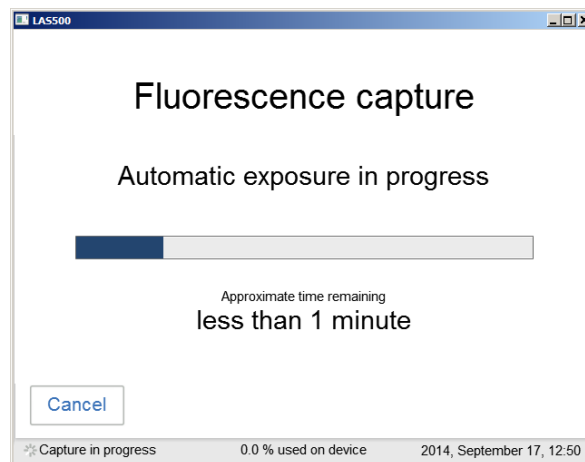 LAS500
Fluorescence capture
Automatic exposure in progress
Approximate time remaining
less than 1 minute
Cancel
Capture in progress 0.0 % used on device 2014, September 17, 12:50